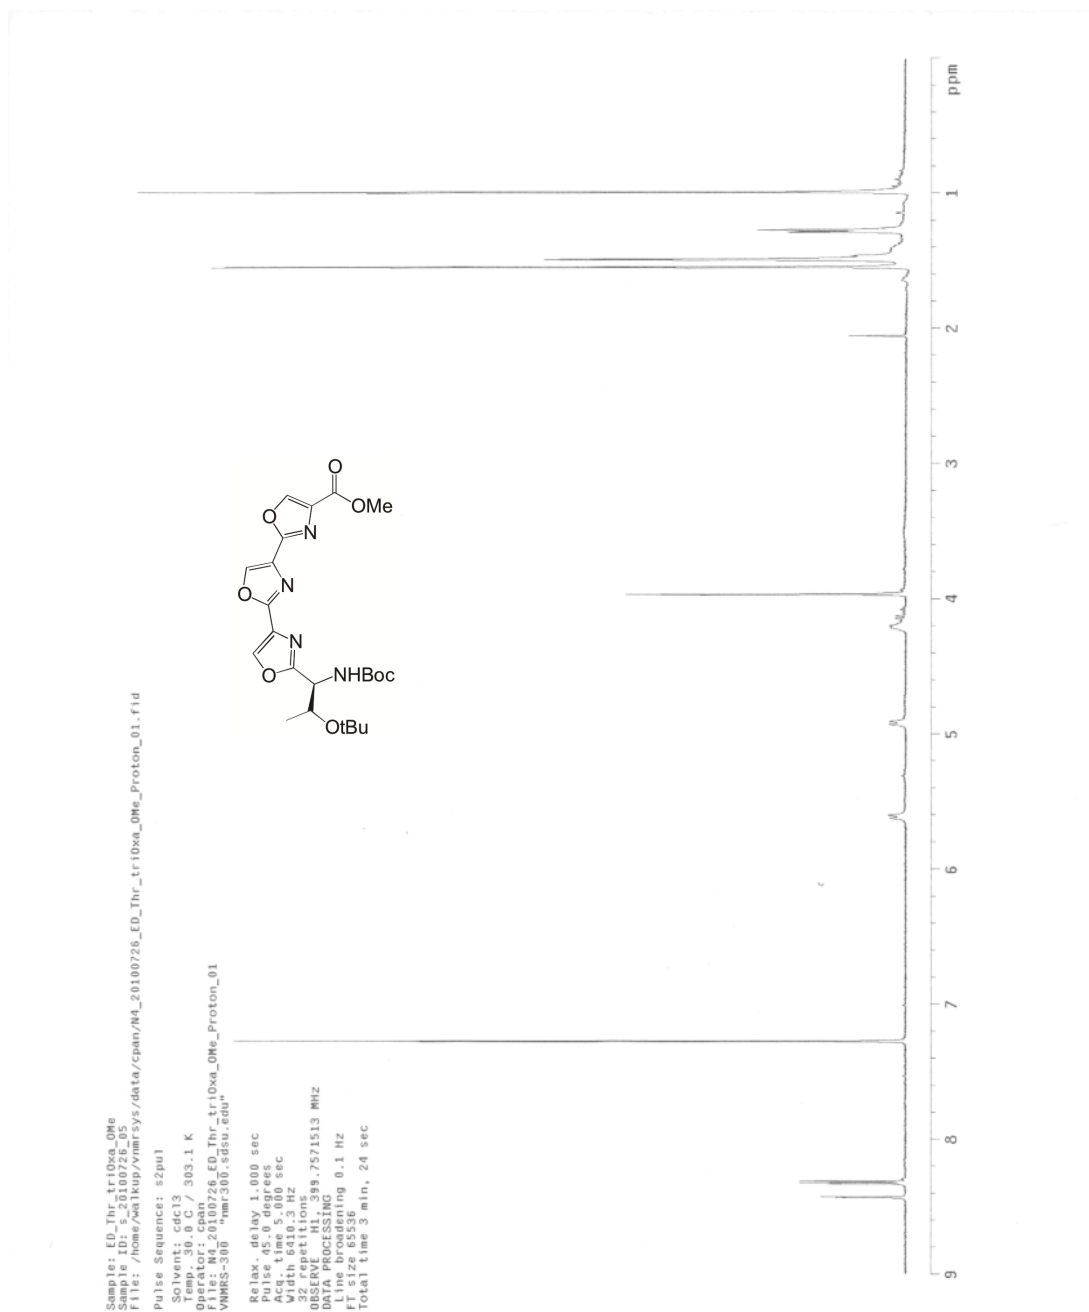 Sample: ED_Thr_triOxa_OMe
Sample ID: s_20100726_05
File: /home/walkup/vnmrsys/data/cpan/N4_20100726_ED_Thr_triOxa_OMe_Proton_01.fid
Pulse Sequence: s2pul
Solvent: cdcl3
Temp. 30.0 C / 303.1 K
Operator: cpan
File: N4_20100726_ED_Thr_triOxa_OMe_Proton_01
VNMRS-300 "nmr300.sdsu.edu"
Relax. delay 1.000 sec
Pulse 45.0 degrees
Acq. time 5.000 sec
Width 6410.3 Hz
32 repetitions
OBSERVE H1, 399.7571513 MHz
DATA PROCESSING
Line broadening 0.1 Hz
FT size 65536
Total time 3 min, 24 sec
O
OMe
O
N
O
N
N
O
NHBoc
OtBu
9 8 7 6 5 4 3 2 1 ppm